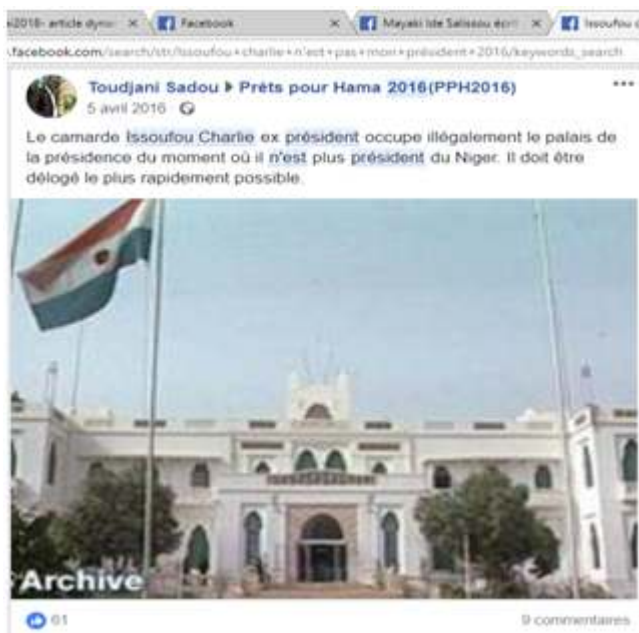 2018- article dyna
Facebook
Mayaki Ide Salissou écri
Issoufou
facebook.com/search/str/Issoufou+charlie+n'est+pas+mon+président+2016/keywords_search
Toudjani Sadou ▶ Prêts pour Hama 2016(PPH2016)
5 avril 2016
Le camarde Issoufou Charlie ex président occupe illégalement le palais de
la présidence du moment où il n'est plus président du Niger. Il doit être
délogé le plus rapidement possible.
Archive
61
9 commentaires